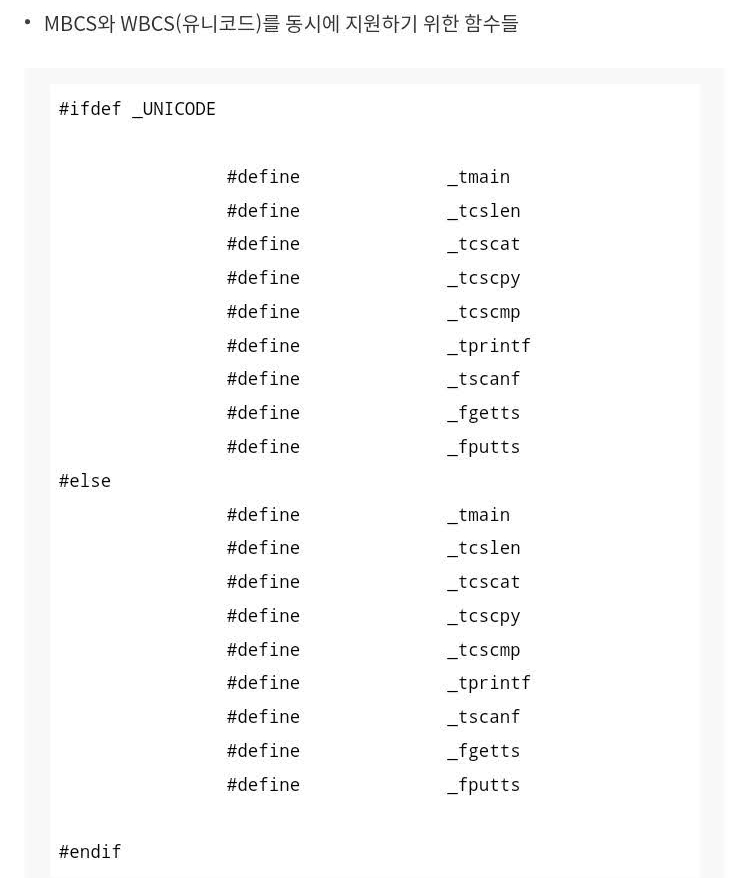 • MBCS와 WBCS(유니코드)를 동시에 지원하기 위한 함수들
#ifdef _UNICODE
#define _tmain
#define _tcslen
#define _tcscat
#define _tcscpy
#define _tcscmp
#define _tprintf
#define _tscanf
#define _fgetts
#define _fputts
#else
#define _tmain
#define _tcslen
#define _tcscat
#define _tcscpy
#define _tcscmp
#define _tprintf
#define _tscanf
#define _fgetts
#define _fputts
#endif